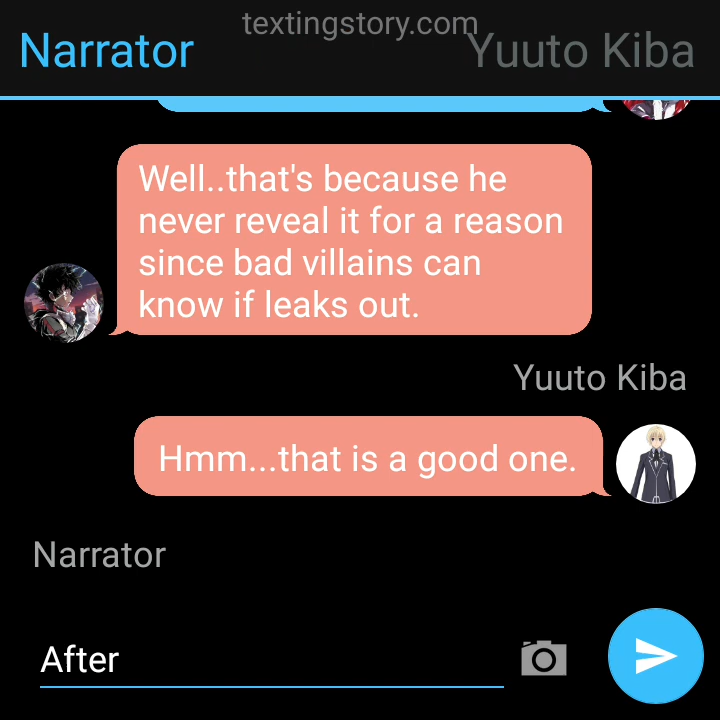 textingstory.com
Narrator
Yuuto Kiba
Well..that's because he
never reveal it for a reason
since bad villains can
know if leaks out.
Yuuto Kiba
Hmm...that is a good one.
Narrator
After